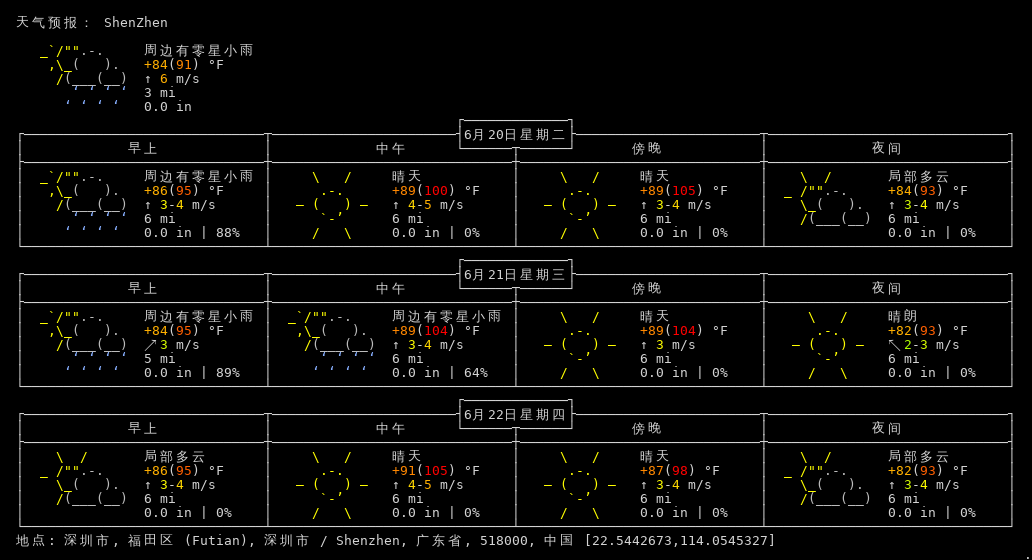 天气预报： ShenZhen
周边有零星小雨
+84(91) °F
↑ 6 m/s
3 mi
0.0 in
6月20日星期二
早上 中午 傍晚 夜间
周边有零星小雨 晴天 晴天 局部多云
+86(95) °F +89(100) °F +89(105) °F +84(93) °F
↑ 3-4 m/s ↑ 4-5 m/s ↑ 3-4 m/s ↑ 3-4 m/s
6 mi 6 mi 6 mi 6 mi
0.0 in | 88% 0.0 in | 0% 0.0 in | 0% 0.0 in | 0%
6月21日星期三
早上 中午 傍晚 夜间
周边有零星小雨 周边有零星小雨 晴天 晴朗
+84(95) °F +89(104) °F +89(104) °F +82(93) °F
↗ 3 m/s ↑ 3-4 m/s ↑ 3 m/s ↖ 2-3 m/s
5 mi 6 mi 6 mi 6 mi
0.0 in | 89% 0.0 in | 64% 0.0 in | 0% 0.0 in | 0%
6月22日星期四
早上 中午 傍晚 夜间
局部多云 晴天 晴天 局部多云
+86(95) °F +91(105) °F +87(98) °F +82(93) °F
↑ 3-4 m/s ↑ 4-5 m/s ↑ 3-4 m/s ↑ 3-4 m/s
6 mi 6 mi 6 mi 6 mi
0.0 in | 0% 0.0 in | 0% 0.0 in | 0% 0.0 in | 0%
地点: 深圳市, 福田区 (Futian), 深圳市 / Shenzhen, 广东省, 518000, 中国 [22.5442673,114.0545327]